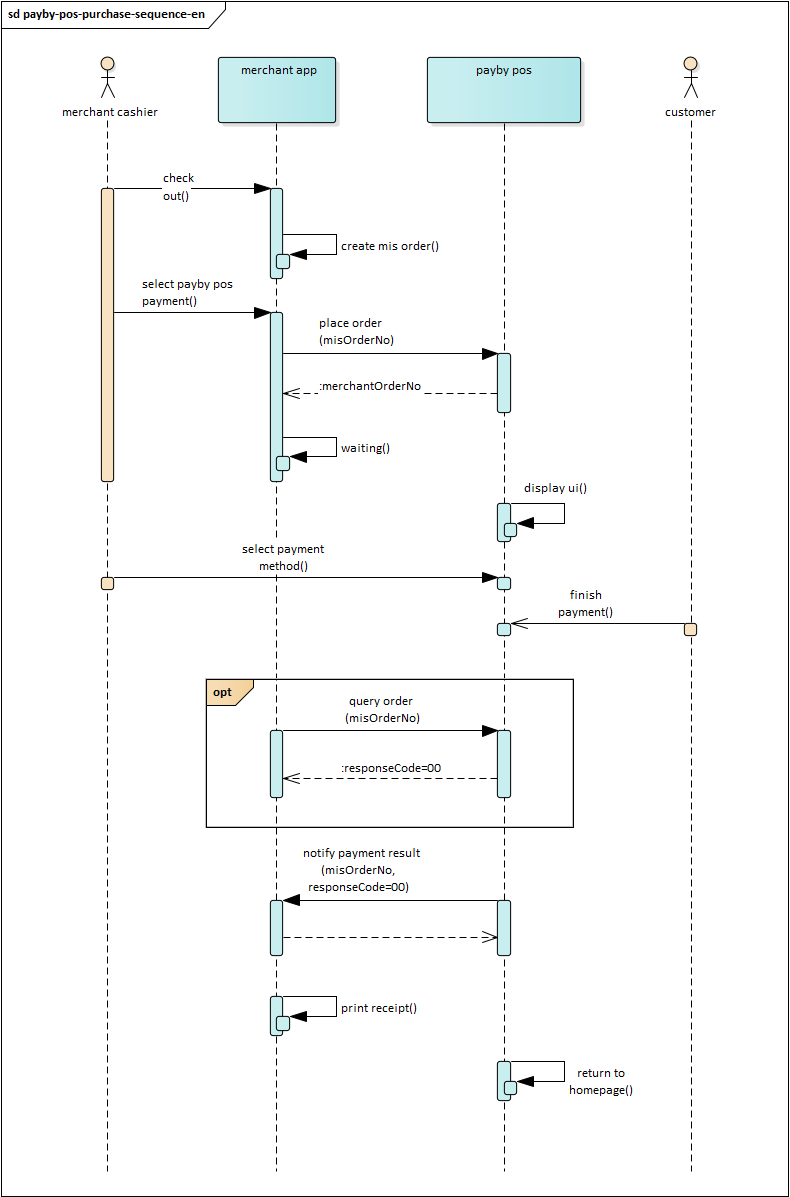 sd payby-pos-purchase-sequence-en
merchant app
payby pos
merchant cashier
customer
check
out()
create mis order()
select payby pos
payment()
place order
(misOrderNo)
:merchantOrderNo
waiting()
display ui()
select payment
method()
finish
payment()
opt
query order
(misOrderNo)
:responseCode=00
notify payment result
(misOrderNo,
responseCode=00)
print receipt()
return to
homepage()